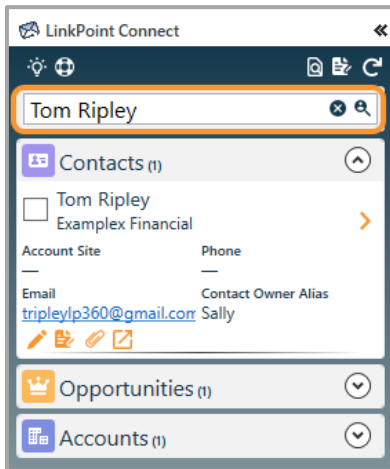 LinkPoint Connect
Tom Ripley
Contacts (1)
Tom Ripley
Examplex Financial
Account Site Phone
— —
Email Contact Owner Alias
tripleylp360@gmail.com Sally
Opportunities (1)
Accounts (1)